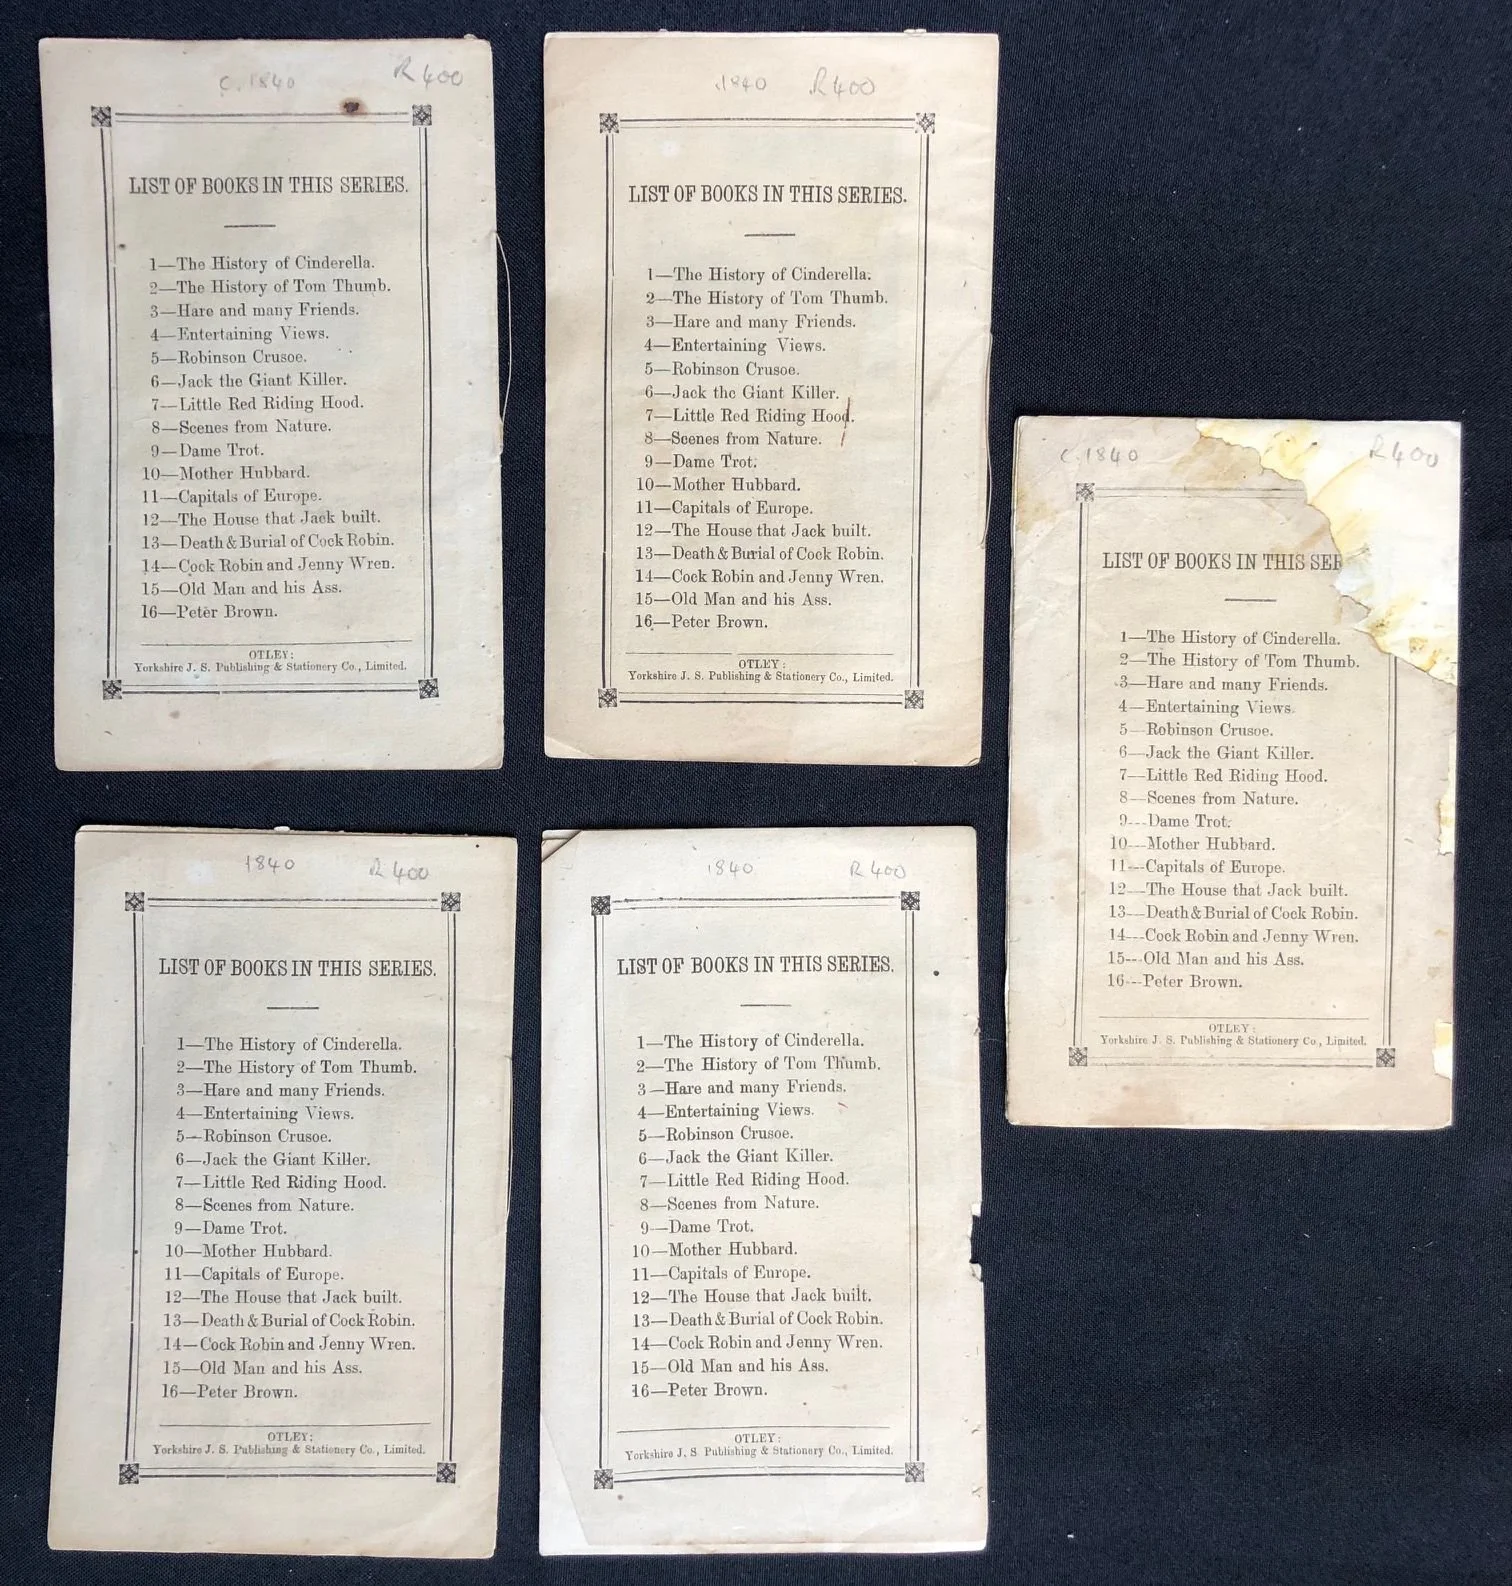 c.1840 R400
LIST OF BOOKS IN THIS SERIES.
1—The History of Cinderella.
2—The History of Tom Thumb.
3—Hare and many Friends.
4—Entertaining Views.
5—Robinson Crusoe.
6—Jack the Giant Killer.
7—Little Red Riding Hood.
8—Scenes from Nature.
9—Dame Trot.
10—Mother Hubbard.
11—Capitals of Europe.
12—The House that Jack built.
13—Death & Burial of Cock Robin.
14—Cock Robin and Jenny Wren.
15—Old Man and his Ass.
16—Peter Brown.
OTLEY:
Yorkshire J. S. Publishing & Stationery Co., Limited.
1840 R400
LIST OF BOOKS IN THIS SERIES.
1—The History of Cinderella.
2—The History of Tom Thumb.
3—Hare and many Friends.
4—Entertaining Views.
5—Robinson Crusoe.
6—Jack the Giant Killer.
7—Little Red Riding Hood.
8—Scenes from Nature.
9—Dame Trot.
10—Mother Hubbard.
11—Capitals of Europe.
12—The House that Jack built.
13—Death & Burial of Cock Robin.
14—Cock Robin and Jenny Wren.
15—Old Man and his Ass.
16—Peter Brown.
OTLEY:
Yorkshire J. S. Publishing & Stationery Co., Limited.
c.1840 R400
LIST OF BOOKS IN THIS SER
1—The History of Cinderella.
2—The History of Tom Thumb.
3—Hare and many Friends.
4—Entertaining Views.
5—Robinson Crusoe.
6—Jack the Giant Killer.
7—Little Red Riding Hood.
8—Scenes from Nature.
9—Dame Trot.
10—Mother Hubbard.
11—Capitals of Europe.
12—The House that Jack built.
13—Death & Burial of Cock Robin.
14—Cock Robin and Jenny Wren.
15—Old Man and his Ass.
16—Peter Brown.
OTLEY:
Yorkshire J. S. Publishing & Stationery Co., Limited.
1840 R400
LIST OF BOOKS IN THIS SERIES.
1—The History of Cinderella.
2—The History of Tom Thumb.
3—Hare and many Friends.
4—Entertaining Views.
5—Robinson Crusoe.
6—Jack the Giant Killer.
7—Little Red Riding Hood.
8—Scenes from Nature.
9—Dame Trot.
10—Mother Hubbard.
11—Capitals of Europe.
12—The House that Jack built.
13—Death & Burial of Cock Robin.
14—Cock Robin and Jenny Wren.
15—Old Man and his Ass.
16—Peter Brown.
OTLEY:
Yorkshire J. S. Publishing & Stationery Co., Limited.
1840 R400
LIST OF BOOKS IN THIS SERIES.
1—The History of Cinderella.
2—The History of Tom Thumb.
3—Hare and many Friends.
4—Entertaining Views.
5—Robinson Crusoe.
6—Jack the Giant Killer.
7—Little Red Riding Hood.
8—Scenes from Nature.
9—Dame Trot.
10—Mother Hubbard.
11—Capitals of Europe.
12—The House that Jack built.
13—Death & Burial of Cock Robin.
14—Cock Robin and Jenny Wren.
15—Old Man and his Ass.
16—Peter Brown.
OTLEY:
Yorkshire J. S. Publishing & Stationery Co., Limited.